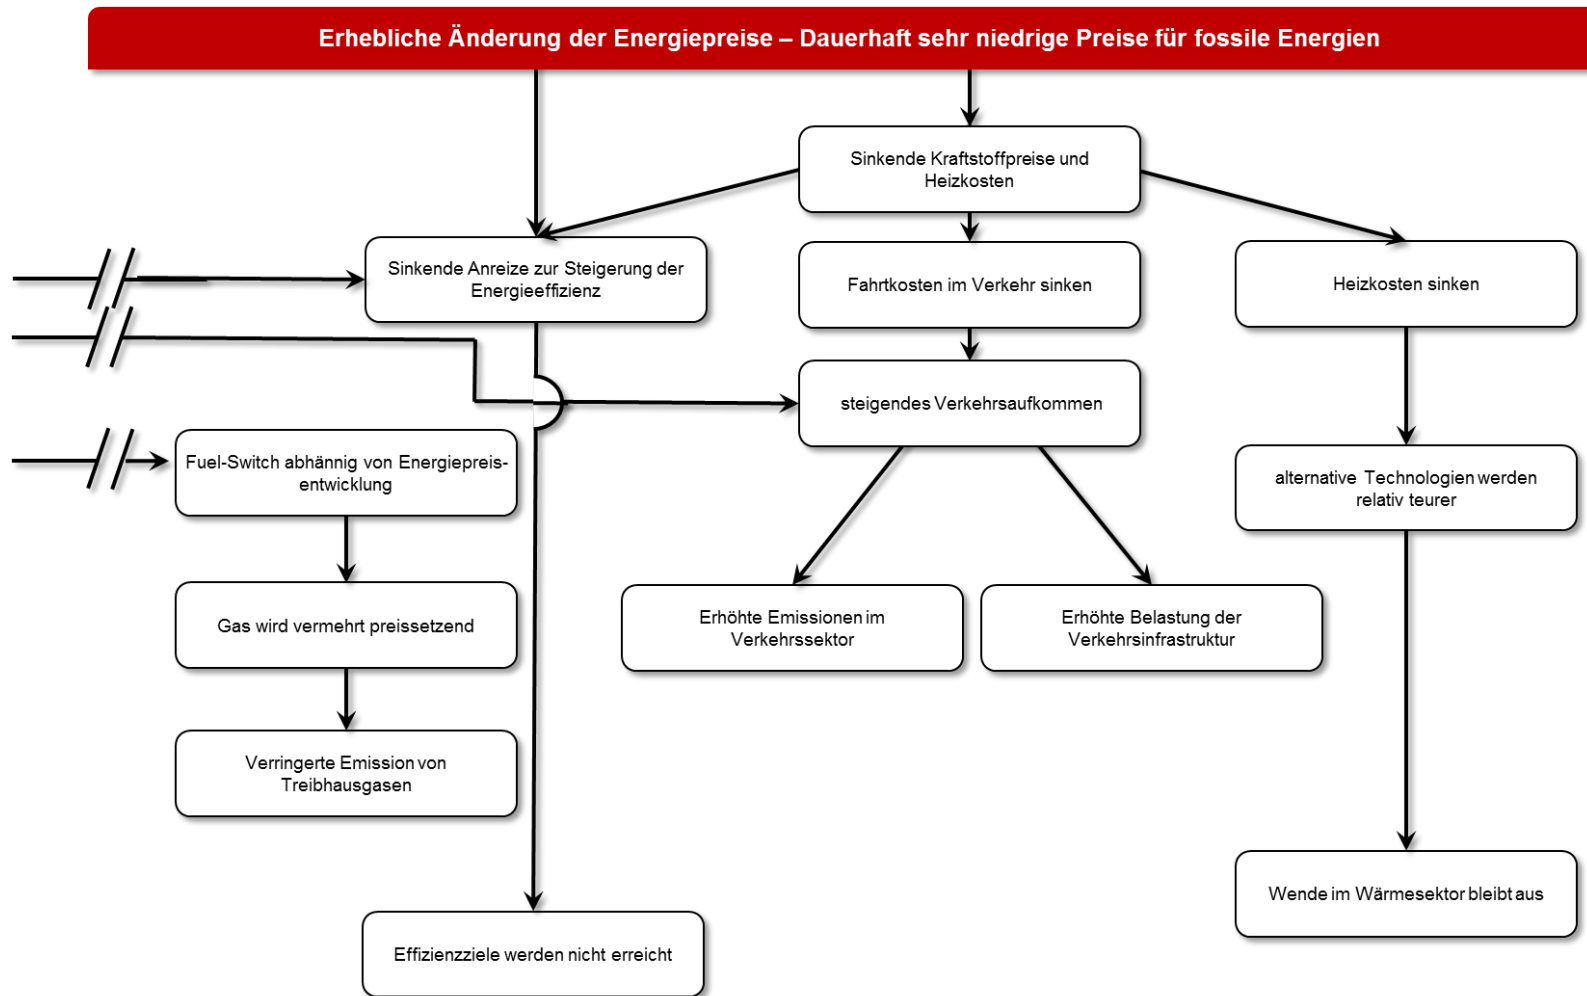 Erhebliche Änderung der Energiepreise – Dauerhaft sehr niedrige Preise für fossile Energien
Sinkende Kraftstoffpreise und
Heizkosten
Sinkende Anreize zur Steigerung der
Energieeffizienz
Fahrtkosten im Verkehr sinken
Heizkosten sinken
steigendes Verkehrsaufkommen
Fuel-Switch abhännig von Energiepreis-
entwicklung
alternative Technologien werden
relativ teurer
Gas wird vermehrt preissetzend
Erhöhte Emissionen im
Verkehrssektor
Erhöhte Belastung der
Verkehrsinfrastruktur
Verringerte Emission von
Treibhausgasen
Wende im Wärmesektor bleibt aus
Effizienzziele werden nicht erreicht